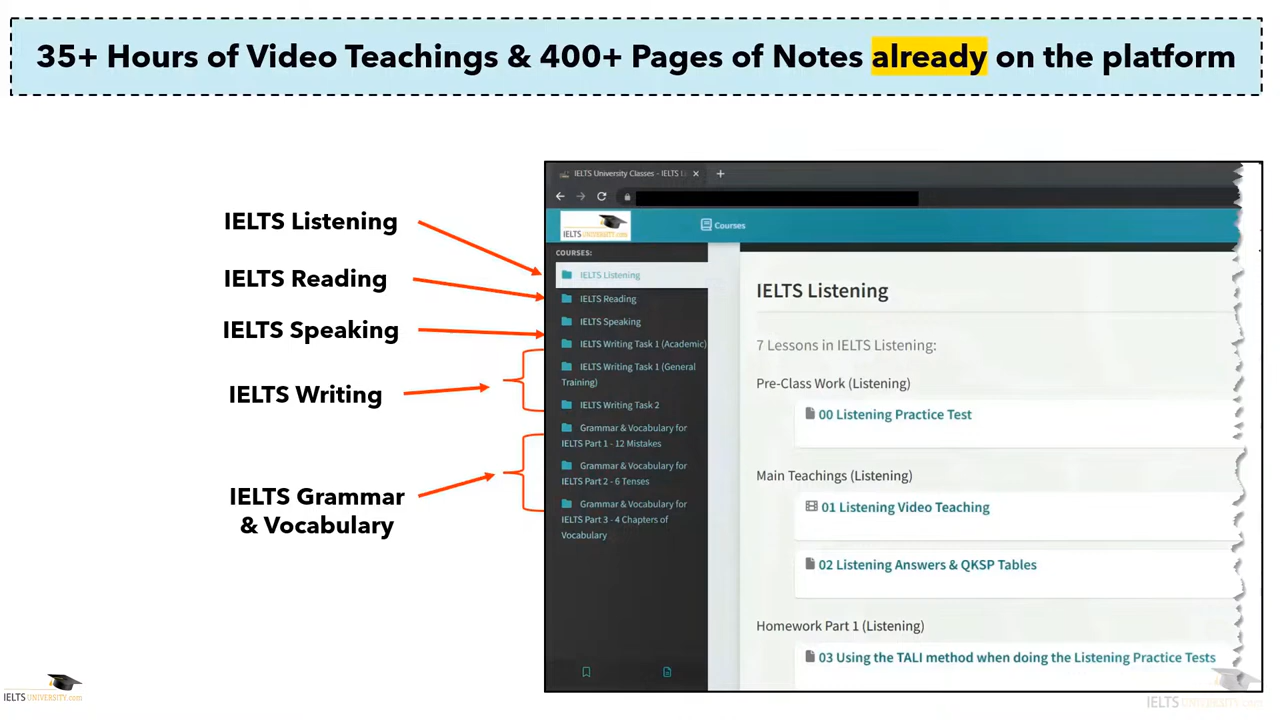 35+ Hours of Video Teachings & 400+ Pages of Notes already on the platform
IELTS Listening
IELTS Reading
IELTS Speaking
IELTS Writing
IELTS Grammar
& Vocabulary
IELTS University Classes - IELTS
IELTS
UNIVERSITY.com
Courses
COURSES:
IELTS Listening
IELTS Reading
IELTS Speaking
IELTS Writing Task 1 (Academic)
IELTS Writing Task 1 (General
Training)
IELTS Writing Task 2
Grammar & Vocabulary for
IELTS Part 1 - 12 Mistakes
Grammar & Vocabulary for
IELTS Part 2 - 6 Tenses
Grammar & Vocabulary for
IELTS Part 3 - 4 Chapters of
Vocabulary
IELTS Listening
7 Lessons in IELTS Listening:
Pre-Class Work (Listening)
00 Listening Practice Test
Main Teachings (Listening)
01 Listening Video Teaching
02 Listening Answers & QKSP Tables
Homework Part 1 (Listening)
03 Using the TALI method when doing the Listening Practice Tests
IELTS UNIVERSITY.com
IELTS UNIVERSITY.com